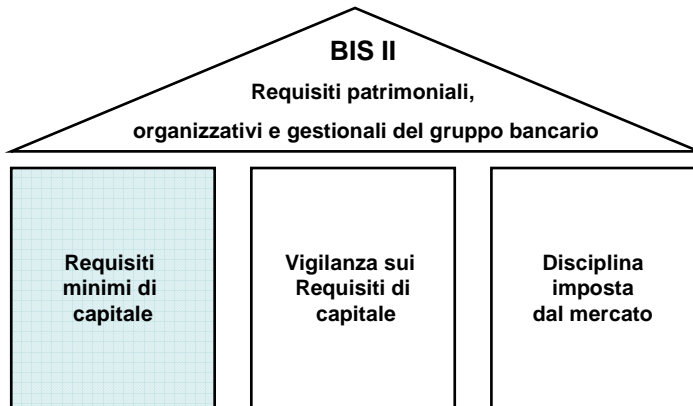 BIS II
Requisiti patrimoniali,
organizzativi e gestionali del gruppo bancario
Requisiti
minimi di
capitale
Vigilanza sui
Requisiti di
capitale
Disciplina
imposta
dal mercato